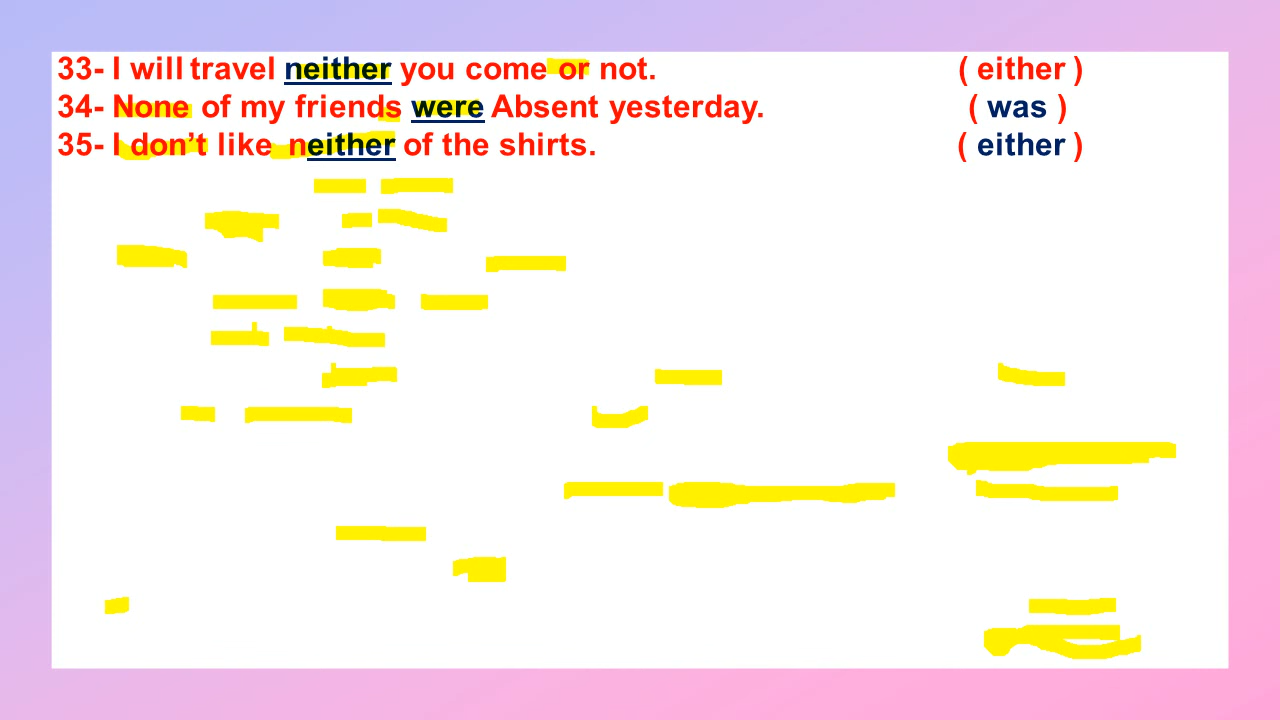 33- I will travel neither you come or not. ( either )
34- None of my friends were Absent yesterday. ( was )
35- I don’t like neither of the shirts. ( either )